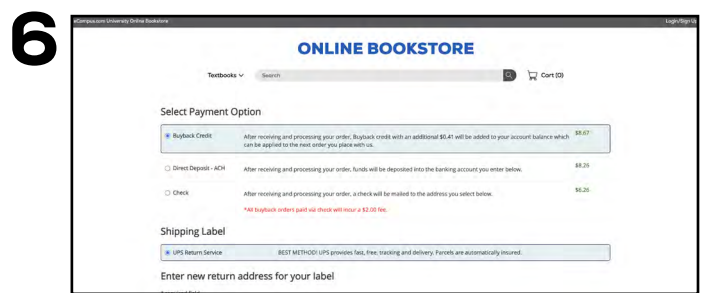 6
eCampus.com University Online Bookstore Login/Sign Up
ONLINE BOOKSTORE
Textbooks Search Cart (0)
Select Payment Option
Buyback Credit After receiving and processing your order, Buyback credit with an additional $0.41 will be added to your account balance which $8.67
can be applied to the next order you place with us.
Direct Deposit - ACH After receiving and processing your order, funds will be deposited into the banking account you enter below. $8.26
Check After receiving and processing your order, a check will be mailed to the address you select below. $6.26
*All buyback orders paid via check will incur a $2.00 fee.
Shipping Label
UPS Return Service BEST METHOD! UPS provides fast, free, tracking and delivery. Parcels are automatically insured.
Enter new return address for your label